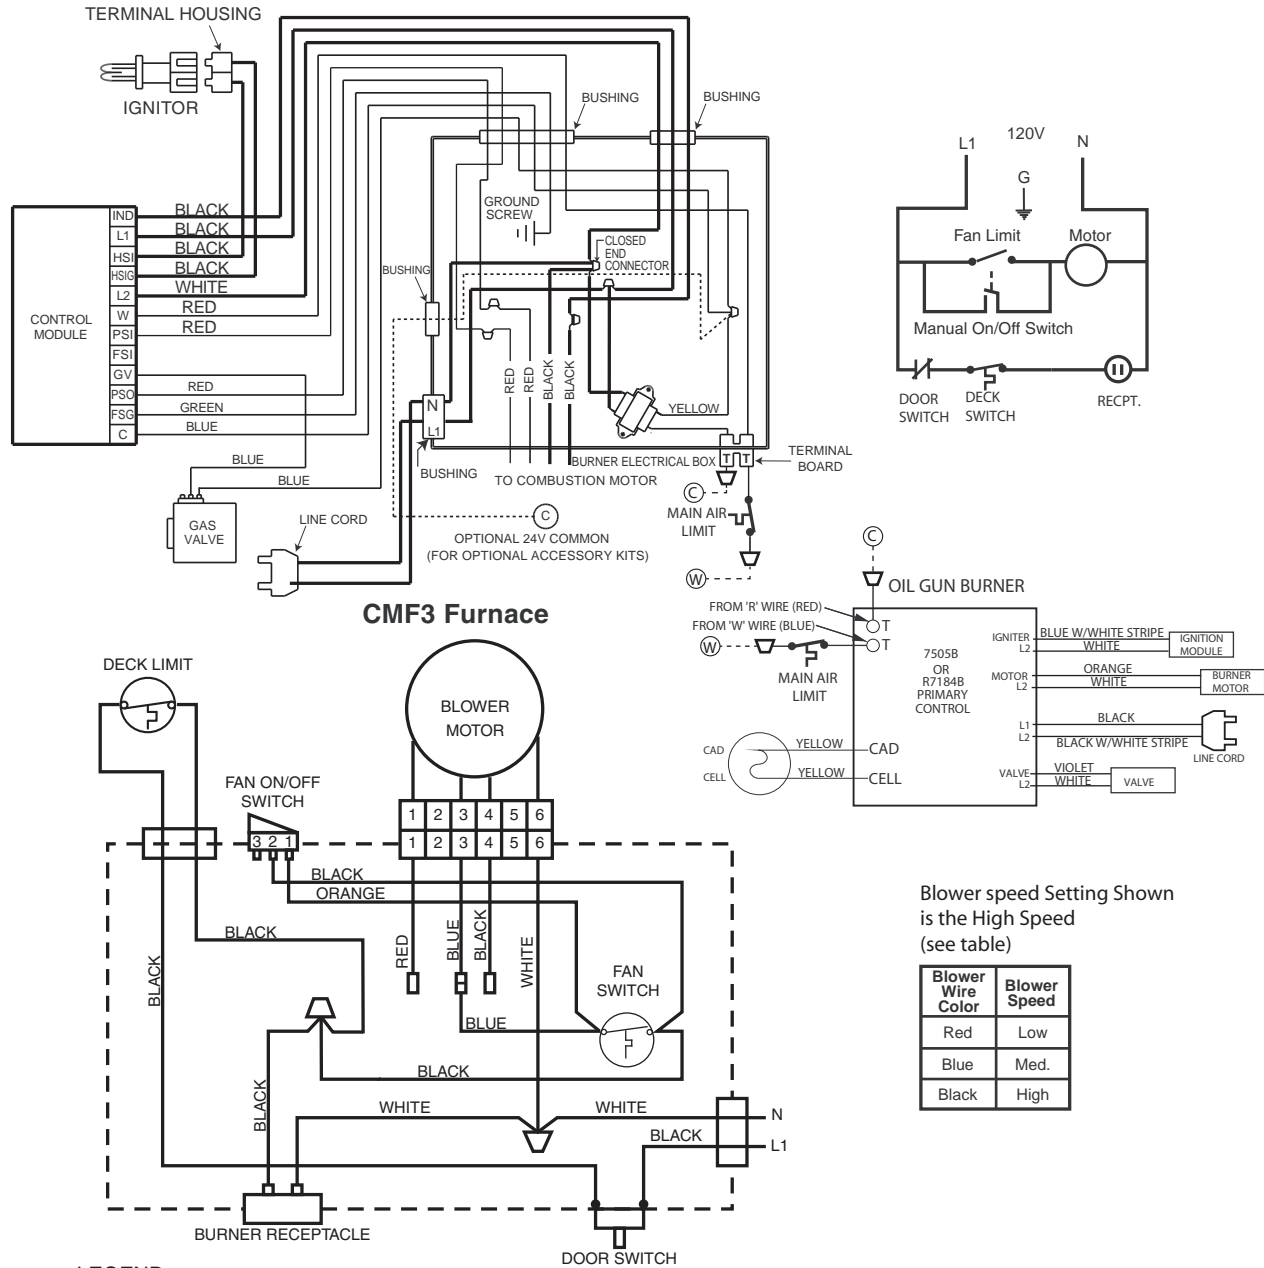 TERMINAL HOUSING
IGNITOR
BUSHING
BUSHING
CONTROL
MODULE
IND
L1
HSI
HSIG
L2
W
PSI
FSI
GV
PSO
FSG
C
BLACK
BLACK
BLACK
BLACK
WHITE
RED
RED
RED
GREEN
BLUE
BLUE
BLUE
GROUND
SCREW
CLOSED
END
CONNECTOR
BUSHING
RED
RED
BLACK
BLACK
YELLOW
N
L1
BUSHING
BURNER ELECTRICAL BOX
T T
TERMINAL
BOARD
TO COMBUSTION MOTOR
GAS
VALVE
LINE CORD
C
OPTIONAL 24V COMMON
(FOR OPTIONAL ACCESSORY KITS)
C
MAIN AIR
LIMIT
W
L1
120V
N
G
Fan Limit
Motor
Manual On/Off Switch
DOOR
SWITCH
DECK
SWITCH
RECPT.
CMF3 Furnace
C
OIL GUN BURNER
FROM 'R' WIRE (RED)
FROM 'W' WIRE (BLUE)
T
T
W
MAIN AIR
LIMIT
7505B
OR
R7184B
PRIMARY
CONTROL
IGNITER
L2
BLUE W/WHITE STRIPE
WHITE
IGNITION
MODULE
MOTOR
L2
ORANGE
WHITE
BURNER
MOTOR
L1
L2
BLACK
BLACK W/WHITE STRIPE
LINE CORD
VALVE
L2
VIOLET
WHITE
VALVE
CAD
CELL
YELLOW
YELLOW
CAD
CELL
DECK LIMIT
BLOWER
MOTOR
FAN ON/OFF
SWITCH
3 2 1
1 2 3 4 5 6
1 2 3 4 5 6
BLACK
ORANGE
BLACK
BLACK
RED
BLUE
BLACK
WHITE
FAN
SWITCH
BLUE
BLACK
BLACK
WHITE
WHITE
N
BLACK
L1
BURNER RECEPTACLE
DOOR SWITCH
Blower speed Setting Shown
is the High Speed
(see table)
Blower
Wire
Color
Blower
Speed
Red Low
Blue Med.
Black High